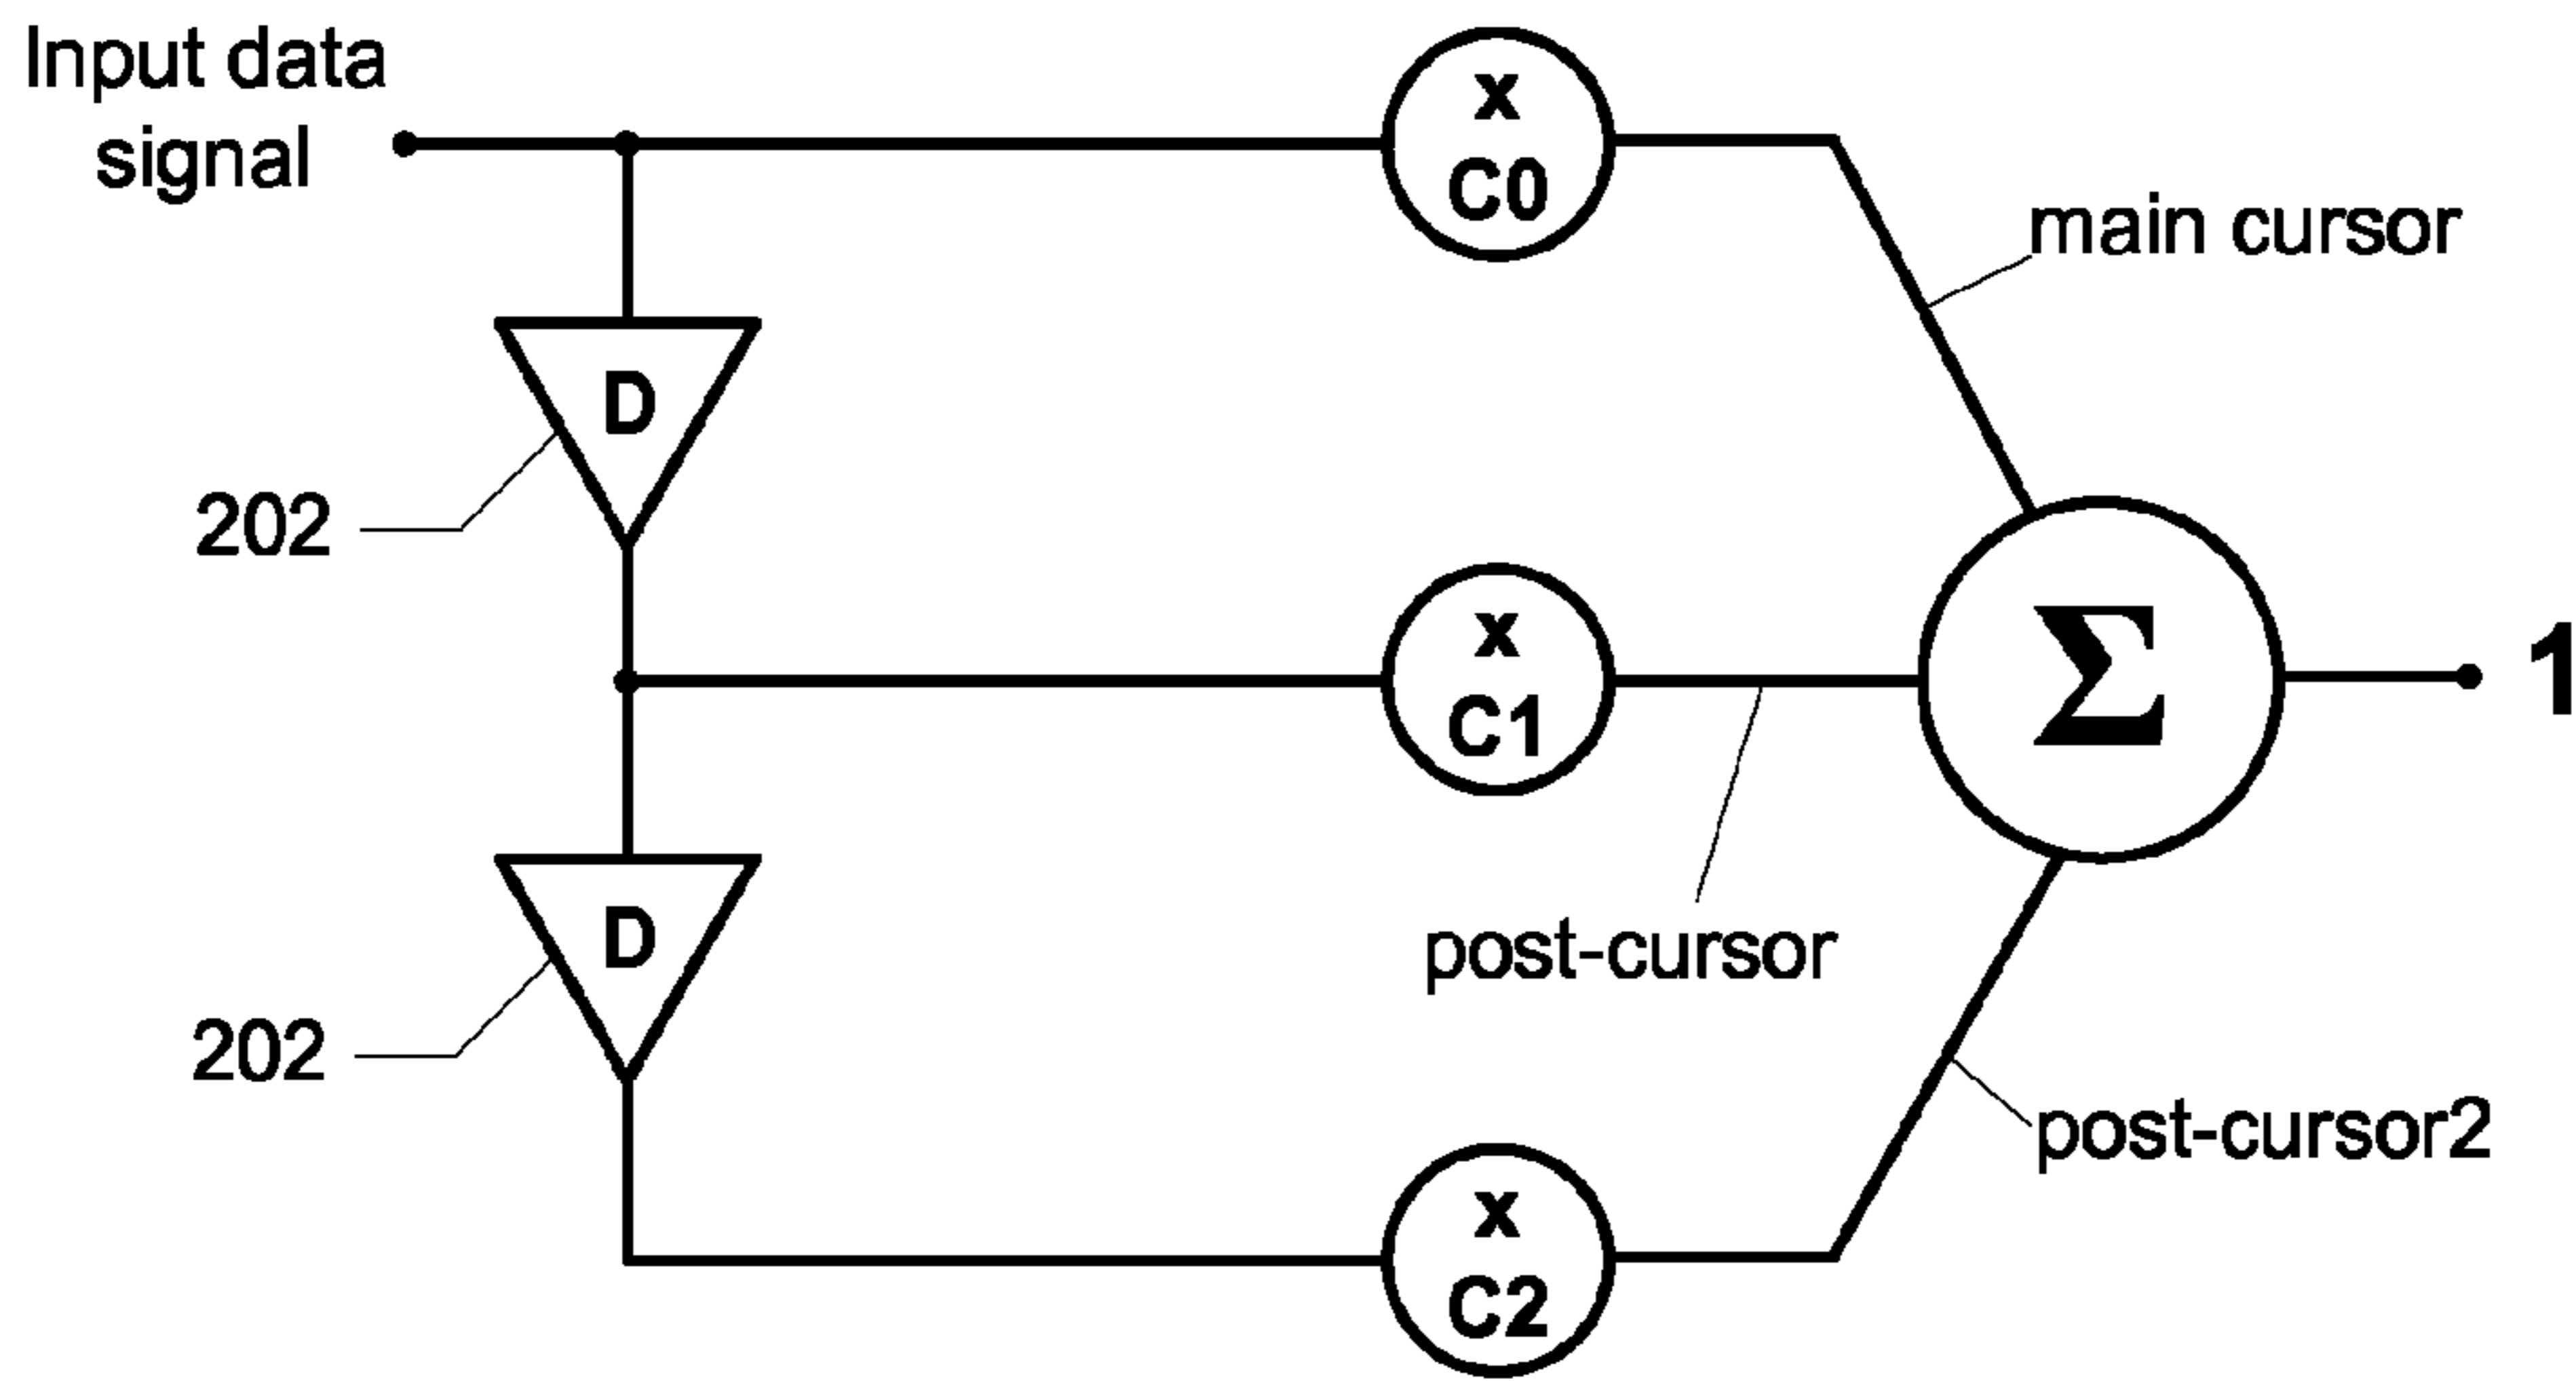 Input data
signal
x
C0
main cursor
D
202
x
C1
Σ
1
post-cursor
D
202
post-cursor2
x
C2